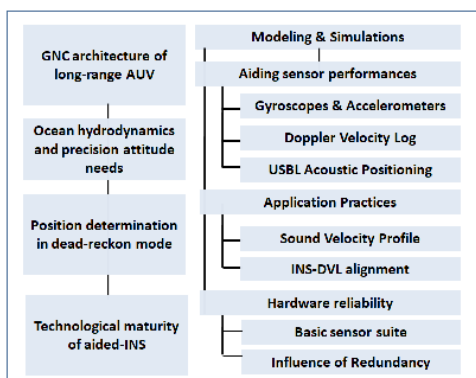 GNC architecture of
long-range AUV
Ocean hydrodynamics
and precision attitude
needs
Position determination
in dead-reckon mode
Technological maturity
of aided-INS
Modeling & Simulations
Aiding sensor performances
Gyroscopes & Accelerometers
Doppler Velocity Log
USBL Acoustic Positioning
Application Practices
Sound Velocity Profile
INS-DVL alignment
Hardware reliability
Basic sensor suite
Influence of Redundancy